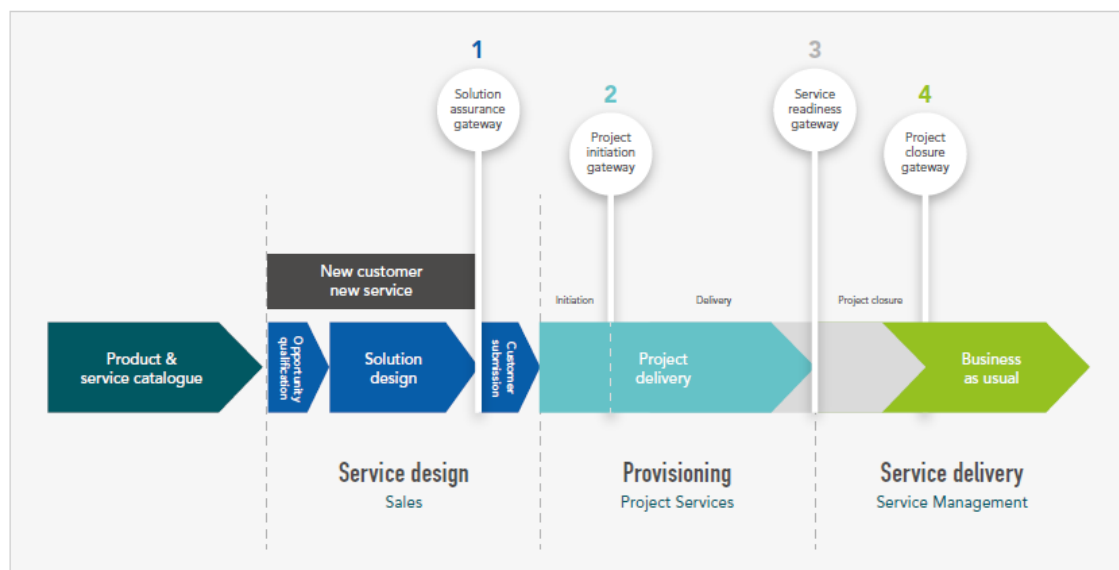 1
Solution
assurance
gateway
2
Project
initiation
gateway
3
Service
readiness
gateway
4
Project
closure
gateway
New customer
new service
Initiation
Delivery
Project closure
Product &
service catalogue
Opportunity
qualification
Solution
design
Customer
submission
Project
delivery
Business
as usual
Service design
Sales
Provisioning
Project Services
Service delivery
Service Management